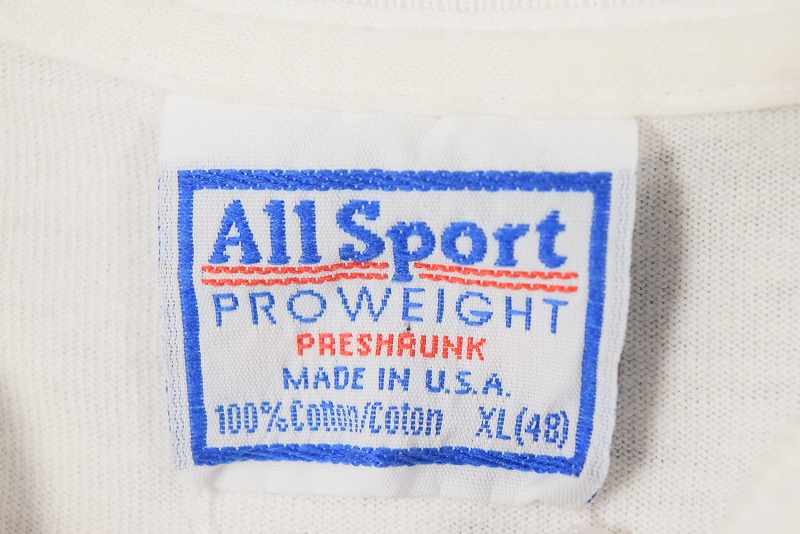 All Sport
PROWEIGHT
PRESHRUNK
MADE IN U.S.A.
100% Cotton/Coton XL(48)